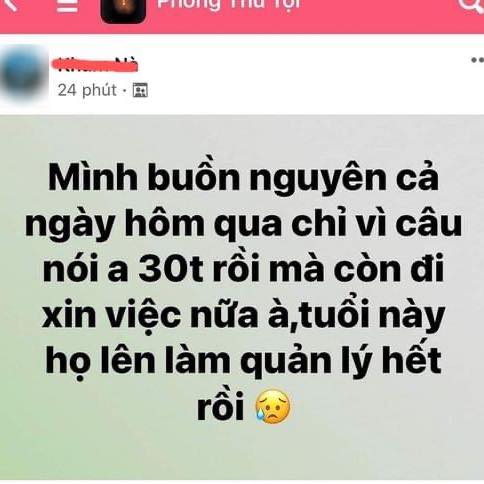 Phòng Thú Tội
24 phút
Mình buồn nguyên cả
ngày hôm qua chỉ vì câu
nói a 30t rồi mà còn đi
xin việc nữa à,tuổi này
họ lên làm quản lý hết
rồi 😥